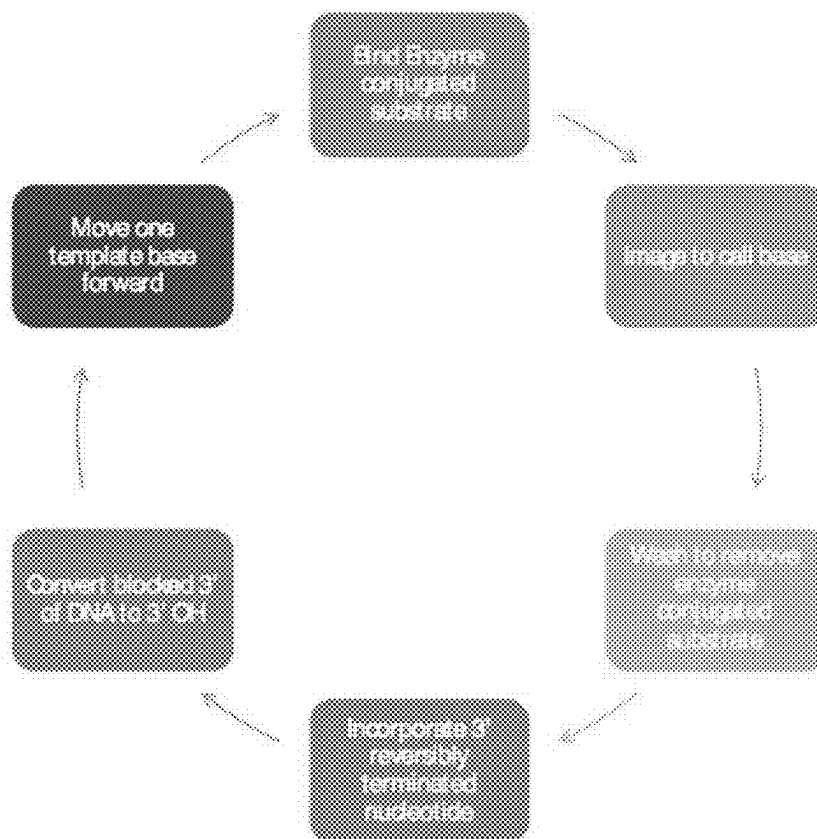 Bind Enzyme
conjugated
substrate
Image to call base
Wash to remove
enzyme
conjugated
substrate
Incorporate 3'
reversibly
terminated
nucleotide
Convert blocked 3'
of DNA to 3' OH
Move one
template base
forward